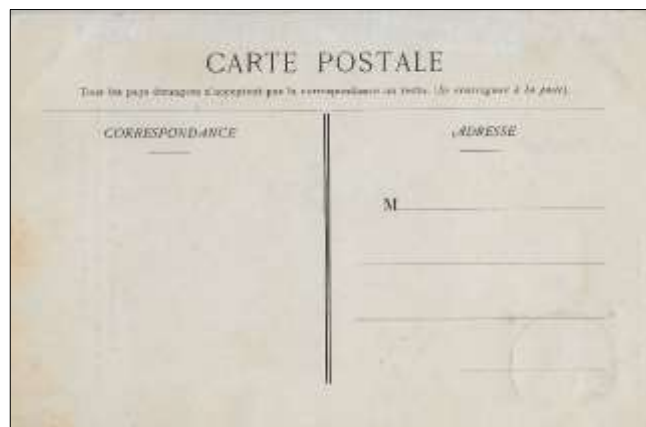 CARTE POSTALE
Tous les pays étrangers n'acceptent pas la correspondance au recto. (Se renseigner à la poste).
CORRESPONDANCE
ADRESSE
M